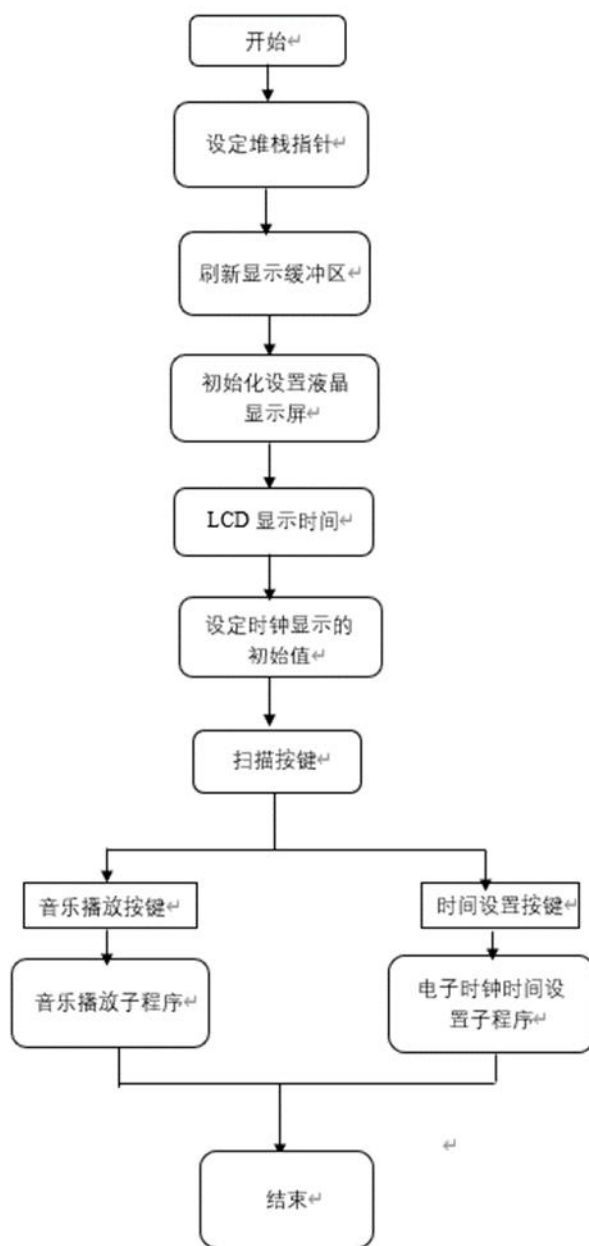 开始
设定堆栈指针
刷新显示缓冲区
初始化设置液晶
显示屏
LCD 显示时间
设定时钟显示的
初始值
扫描按键
音乐播放按键
时间设置按键
音乐播放子程序
电子时钟时间设
置子程序
结束